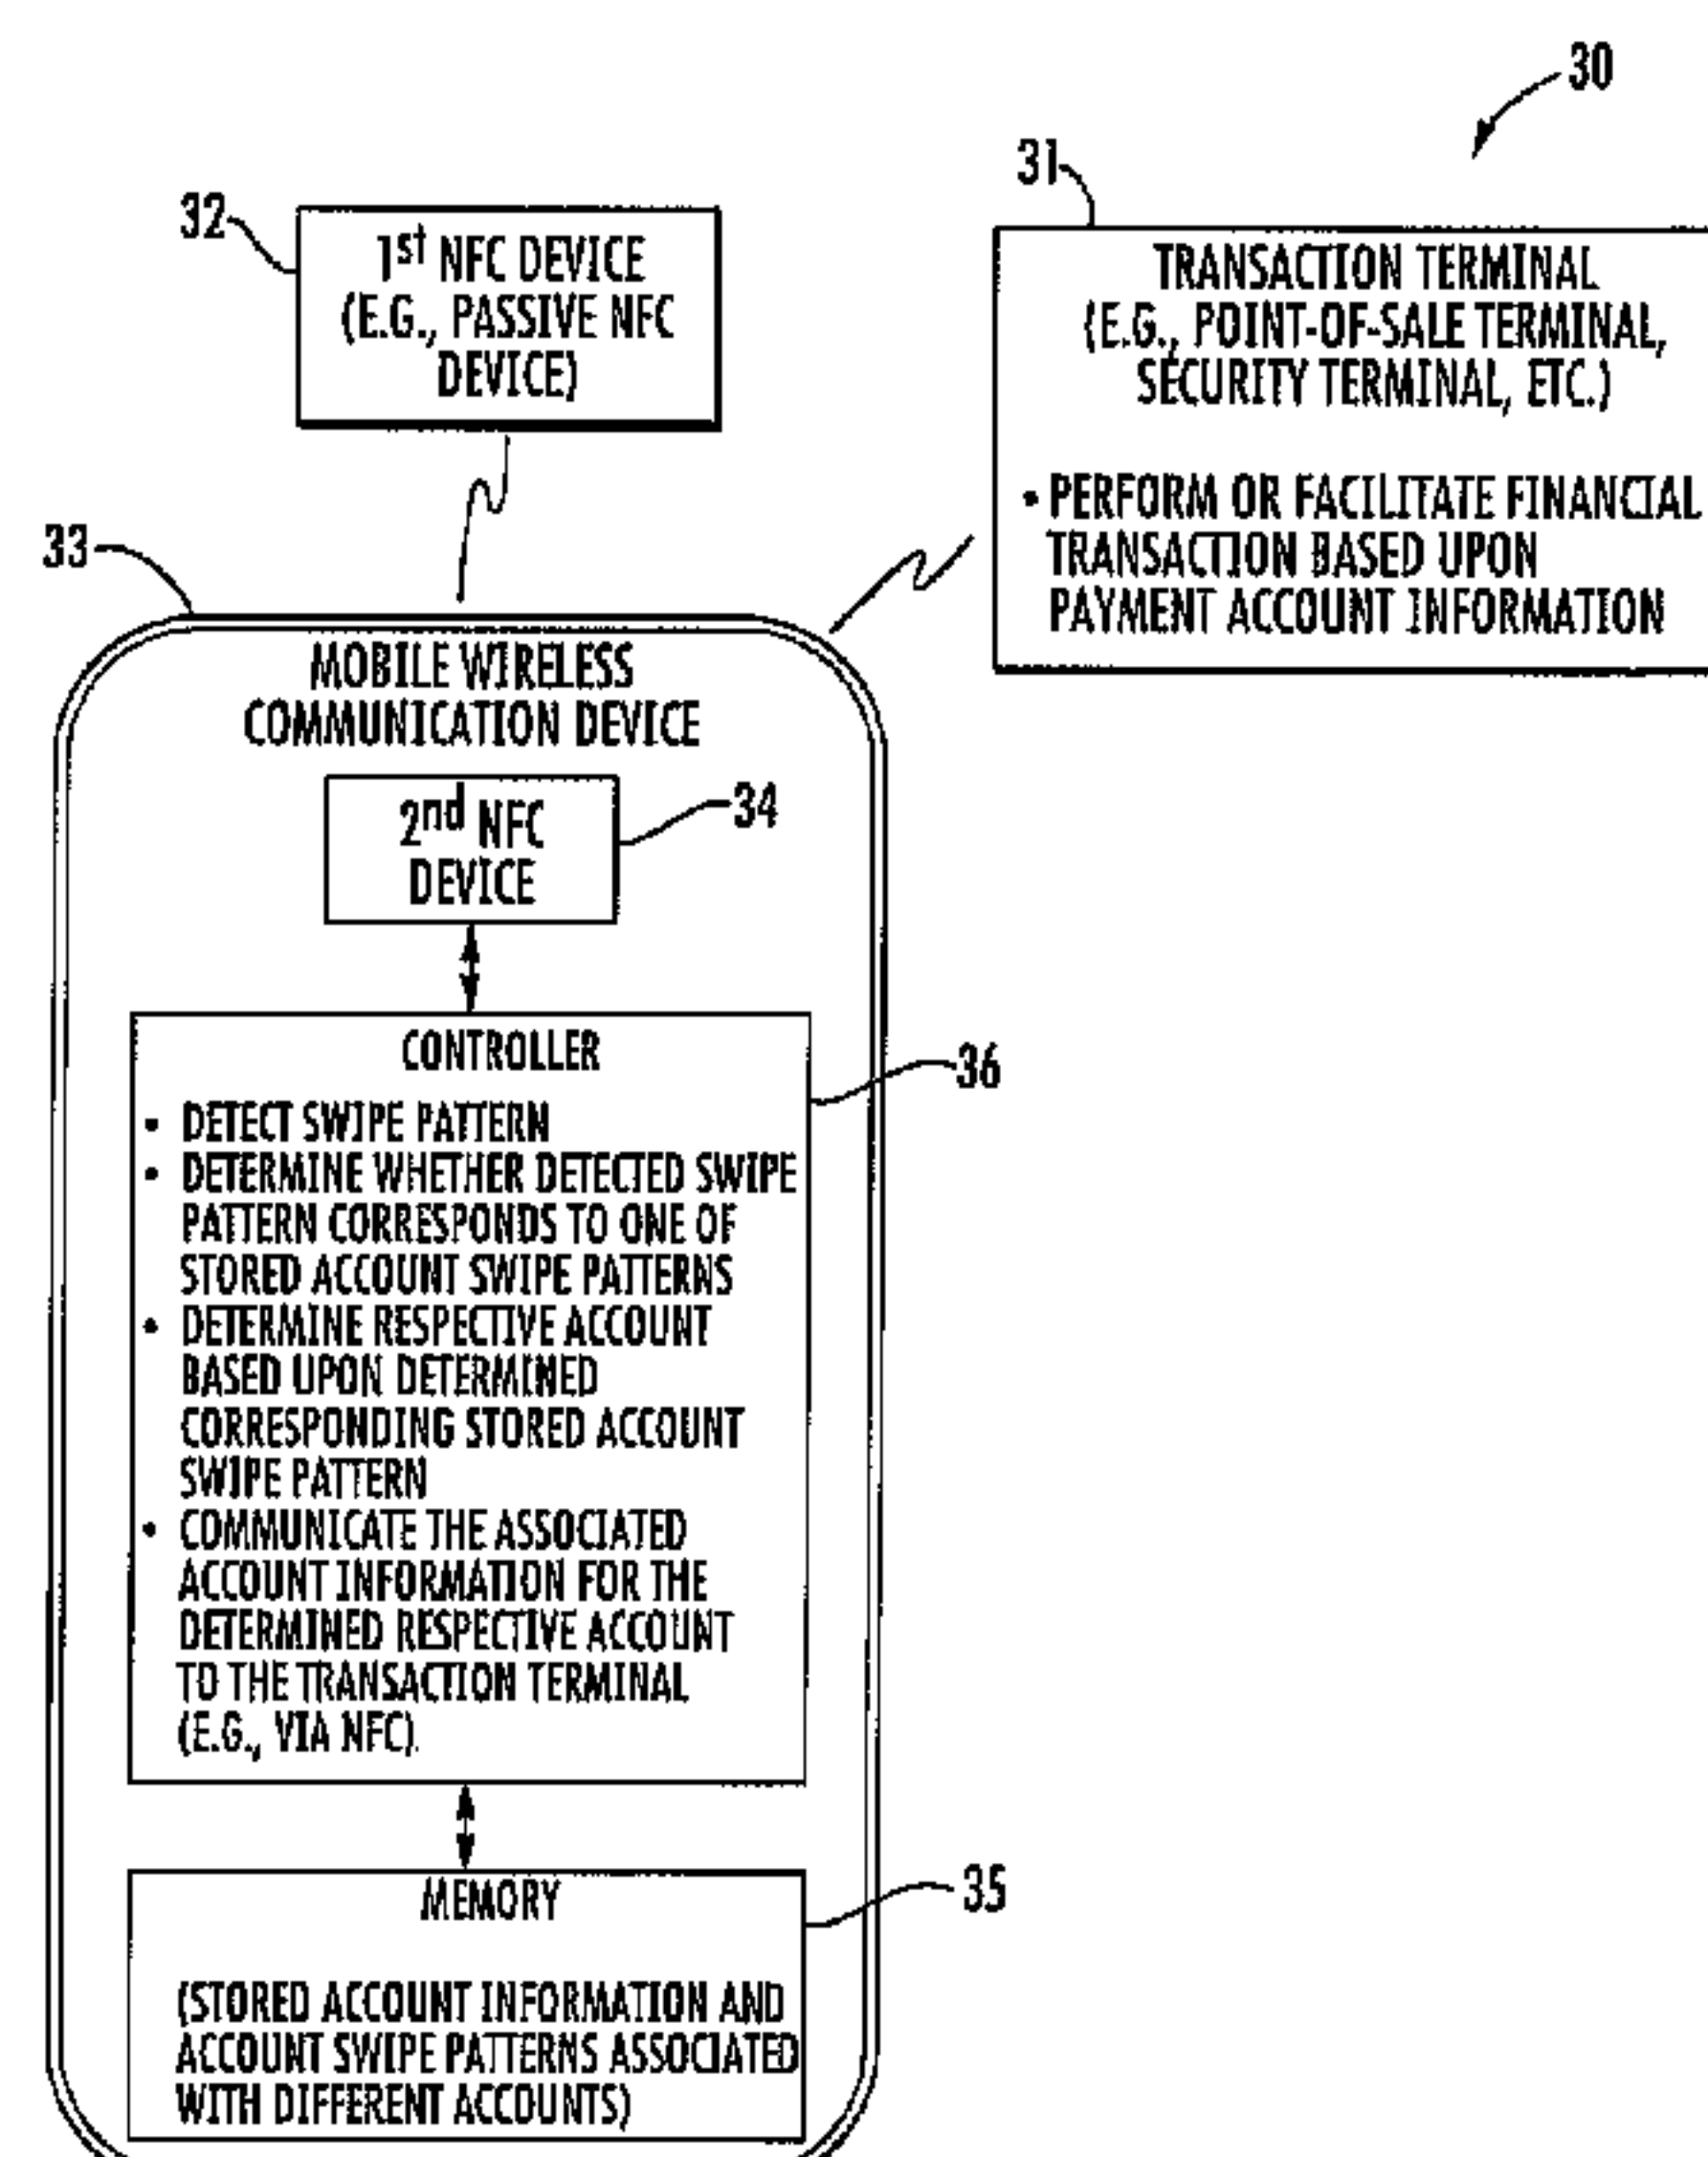 30
31
32
1st NFC DEVICE
(E.G., PASSIVE NFC
DEVICE)
TRANSACTION TERMINAL
(E.G., POINT-OF-SALE TERMINAL,
SECURITY TERMINAL, ETC.)
• PERFORM OR FACILITATE FINANCIAL
TRANSACTION BASED UPON
PAYMENT ACCOUNT INFORMATION
33
MOBILE WIRELESS
COMMUNICATION DEVICE
2nd NFC
DEVICE
34
CONTROLLER
36
• DETECT SWIPE PATTERN
• DETERMINE WHETHER DETECTED SWIPE
PATTERN CORRESPONDS TO ONE OF
STORED ACCOUNT SWIPE PATTERNS
• DETERMINE RESPECTIVE ACCOUNT
BASED UPON DETERMINED
CORRESPONDING STORED ACCOUNT
SWIPE PATTERN
• COMMUNICATE THE ASSOCIATED
ACCOUNT INFORMATION FOR THE
DETERMINED RESPECTIVE ACCOUNT
TO THE TRANSACTION TERMINAL
(E.G., VIA NFC).
MEMORY
35
(STORED ACCOUNT INFORMATION AND
ACCOUNT SWIPE PATTERNS ASSOCIATED
WITH DIFFERENT ACCOUNTS)